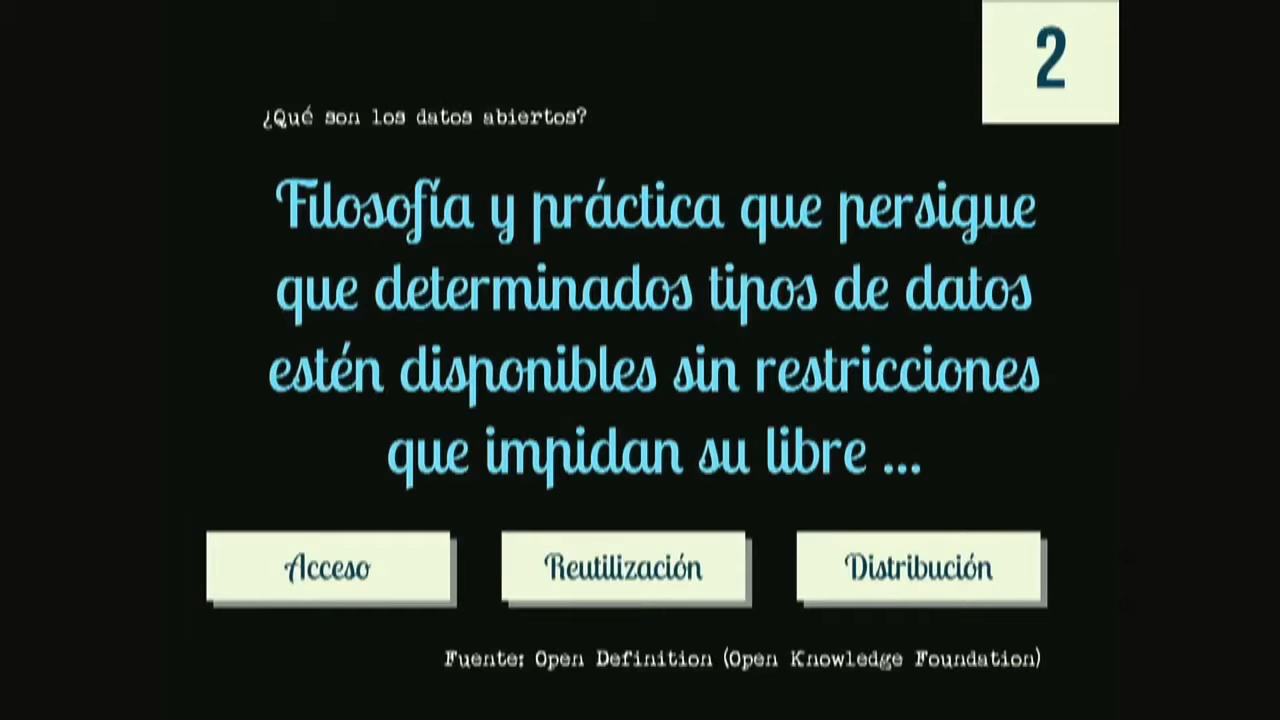 2
¿Qué son los datos abiertos?
Filosofía y práctica que persigue
que determinados tipos de datos
estén disponibles sin restricciones
que impidan su libre ...
Acceso
Reutilización
Distribución
Fuente: Open Definition (Open Knowledge Foundation)